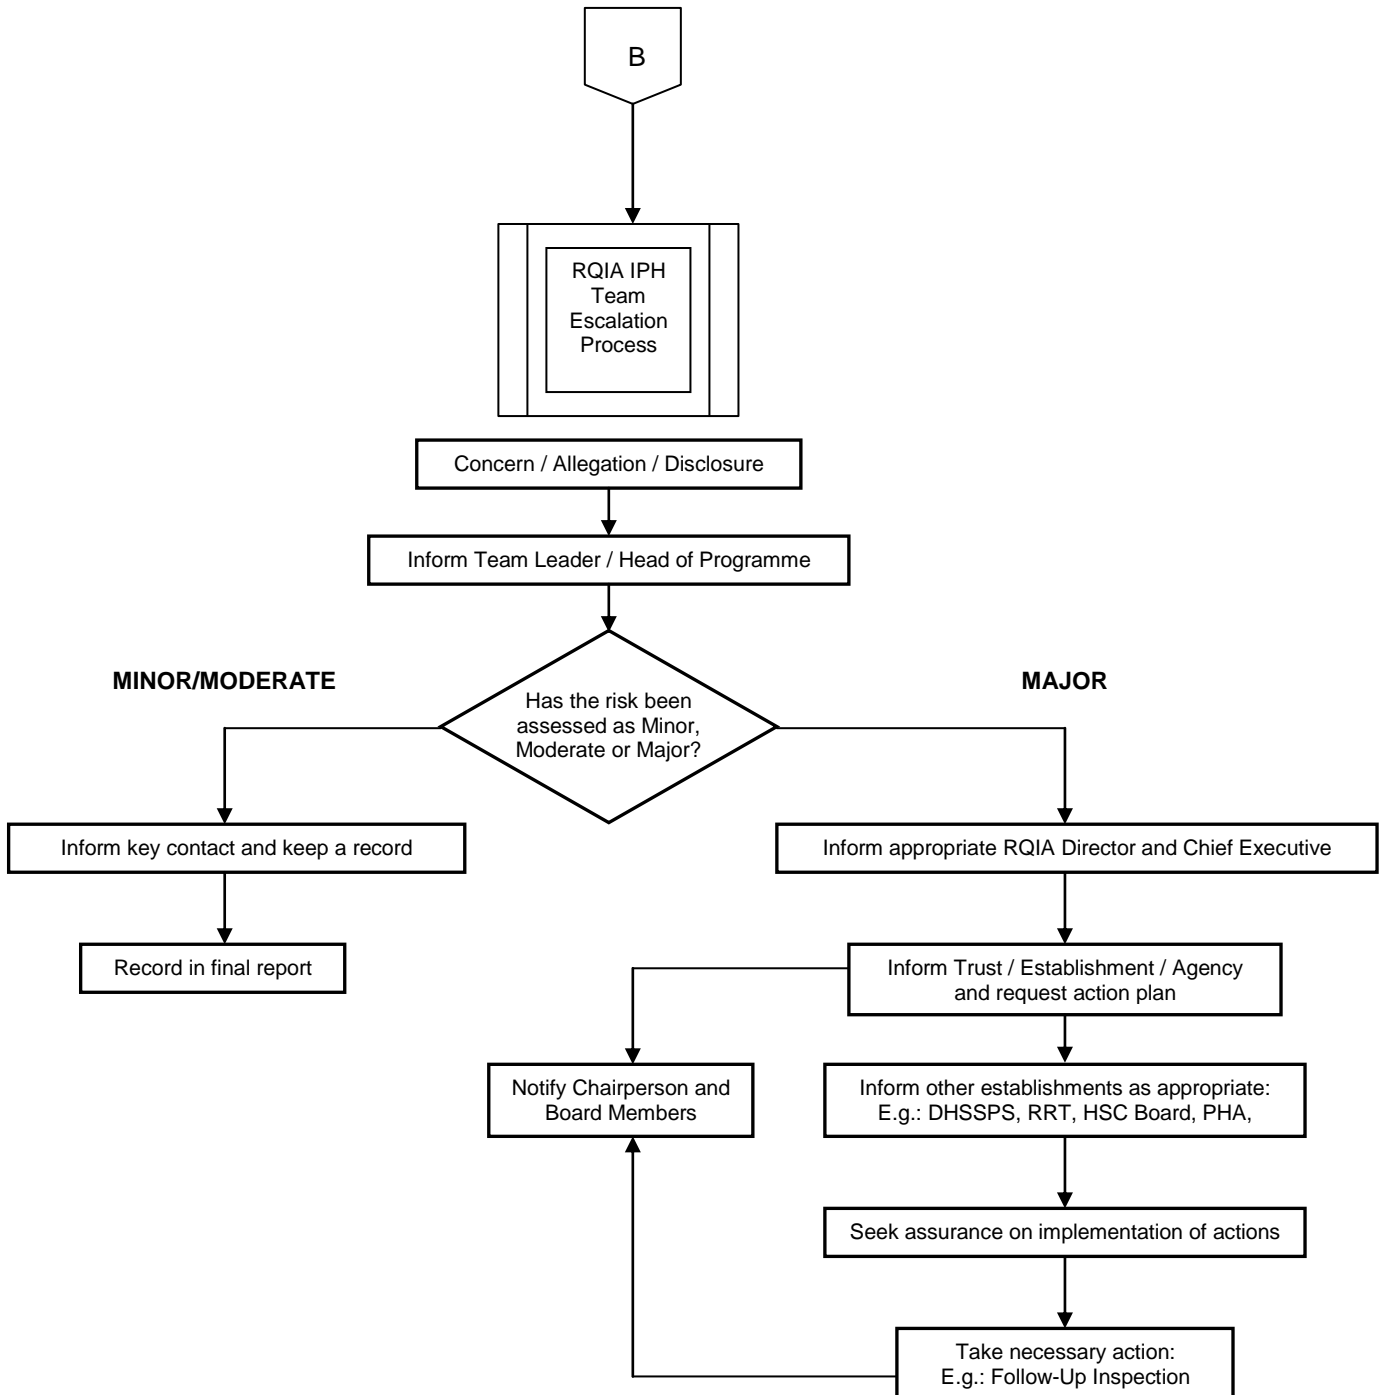 B
RQIA IPH
Team
Escalation
Process
Concern / Allegation / Disclosure
Inform Team Leader / Head of Programme
MINOR/MODERATE
MAJOR
Has the risk been
assessed as Minor,
Moderate or Major?
Inform key contact and keep a record
Inform appropriate RQIA Director and Chief Executive
Record in final report
Inform Trust / Establishment / Agency
and request action plan
Notify Chairperson and
Board Members
Inform other establishments as appropriate:
E.g.: DHSSPS, RRT, HSC Board, PHA,
Seek assurance on implementation of actions
Take necessary action:
E.g.: Follow-Up Inspection